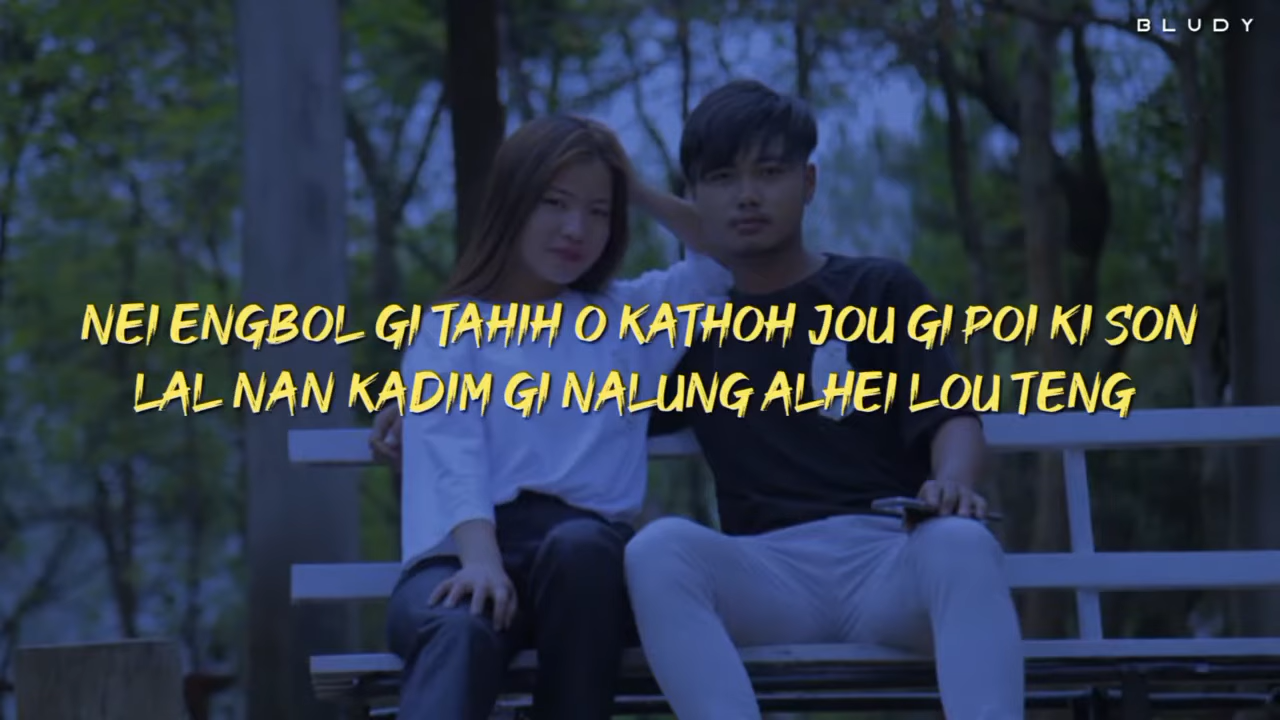 BLUDY
NEI ENGBOL GI TAHIH O KATHOH JOU GI POI KI SON
LAL NAN KADIM GI NALUNG ALHEI LOU TENG